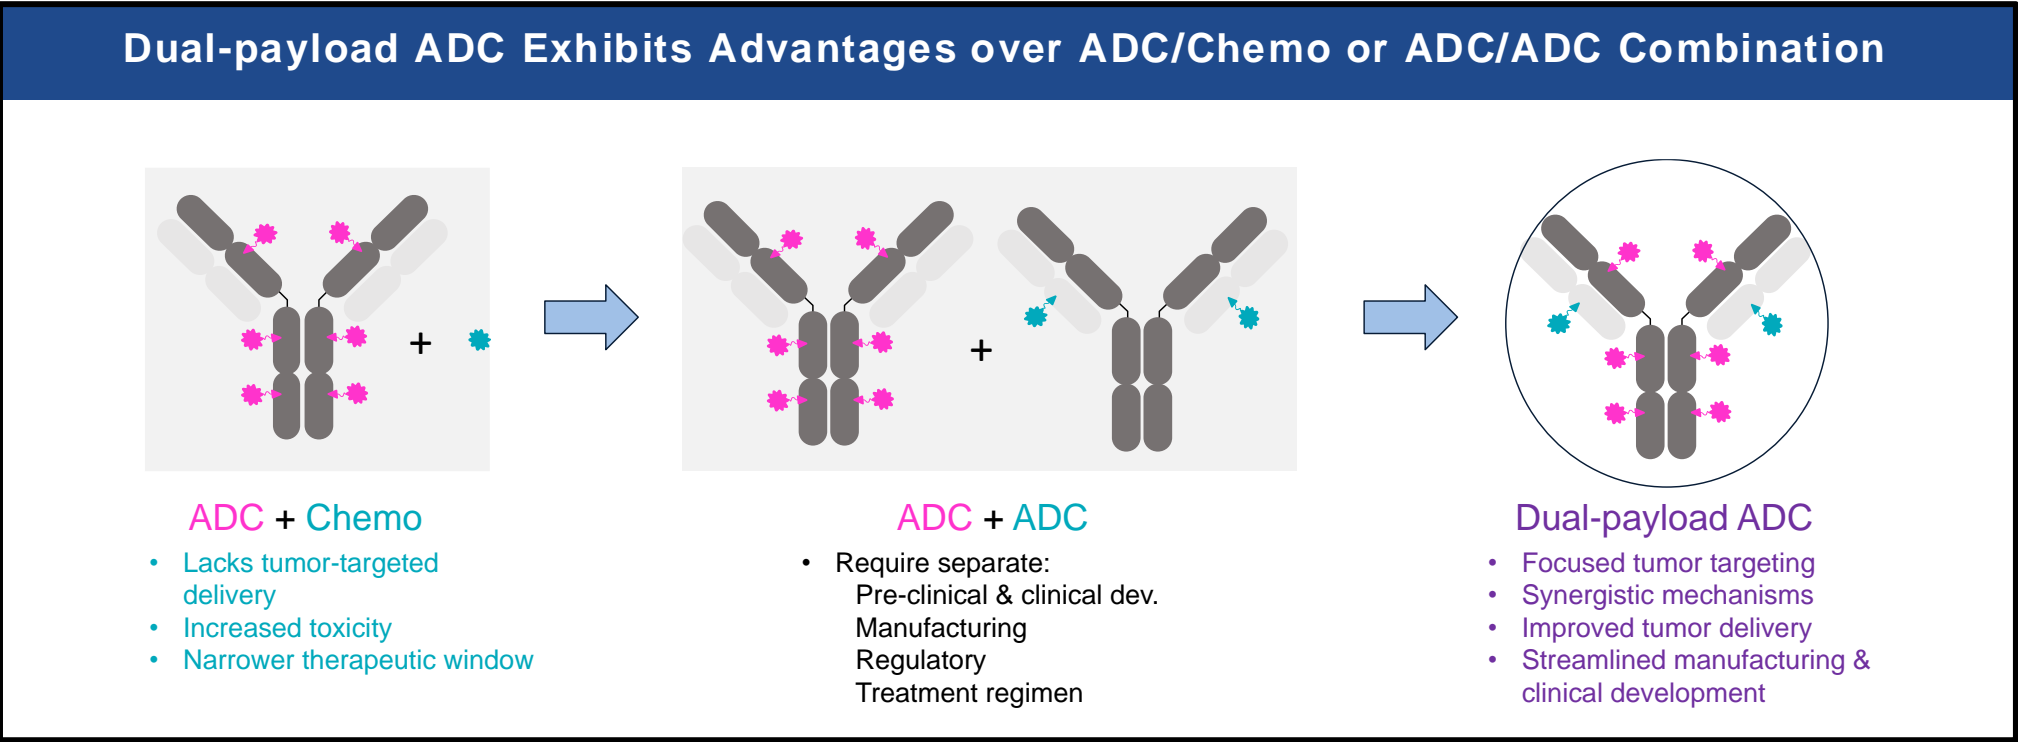 Dual-payload ADC Exhibits Advantages over ADC/Chemo or ADC/ADC Combination
+
+
ADC + Chemo
• Lacks tumor-targeted
delivery
• Increased toxicity
• Narrower therapeutic window
ADC + ADC
• Require separate:
Pre-clinical & clinical dev.
Manufacturing
Regulatory
Treatment regimen
Dual-payload ADC
• Focused tumor targeting
• Synergistic mechanisms
• Improved tumor delivery
• Streamlined manufacturing &
clinical development